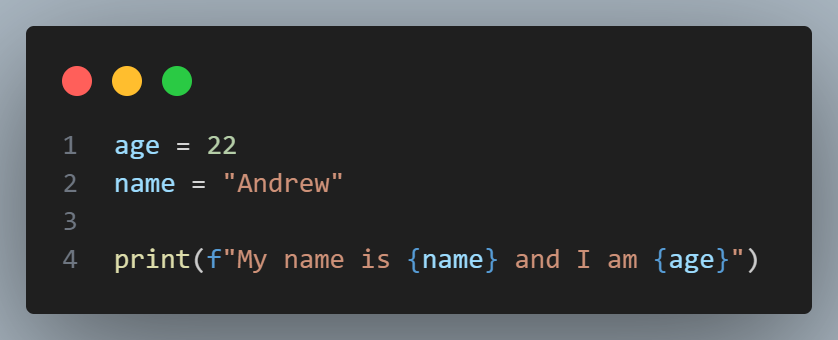 1 age = 22
2 name = "Andrew"
3
4 print(f"My name is {name} and I am {age}")